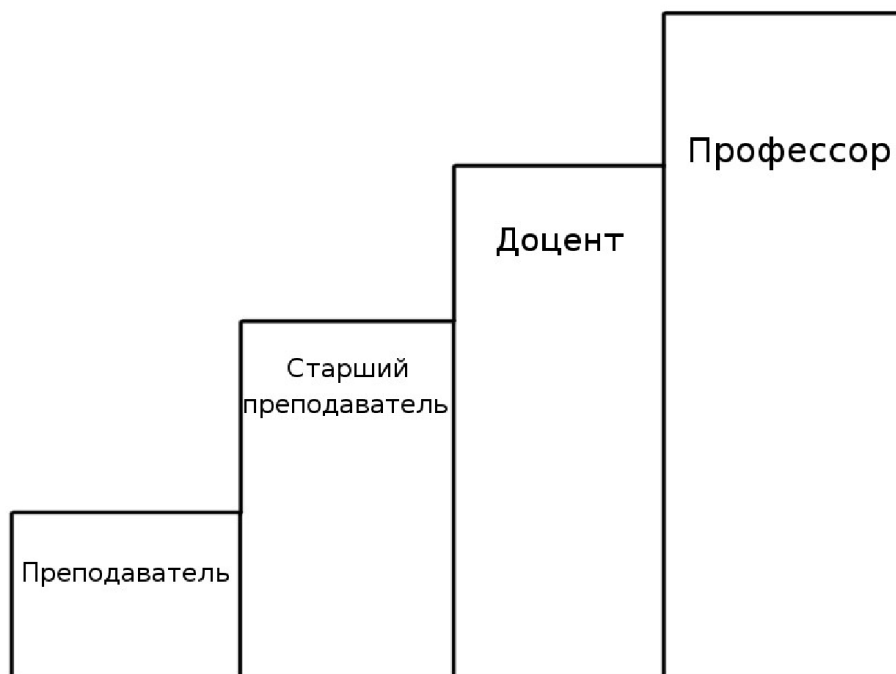 Профессор
Доцент
Старший
преподаватель
Преподаватель